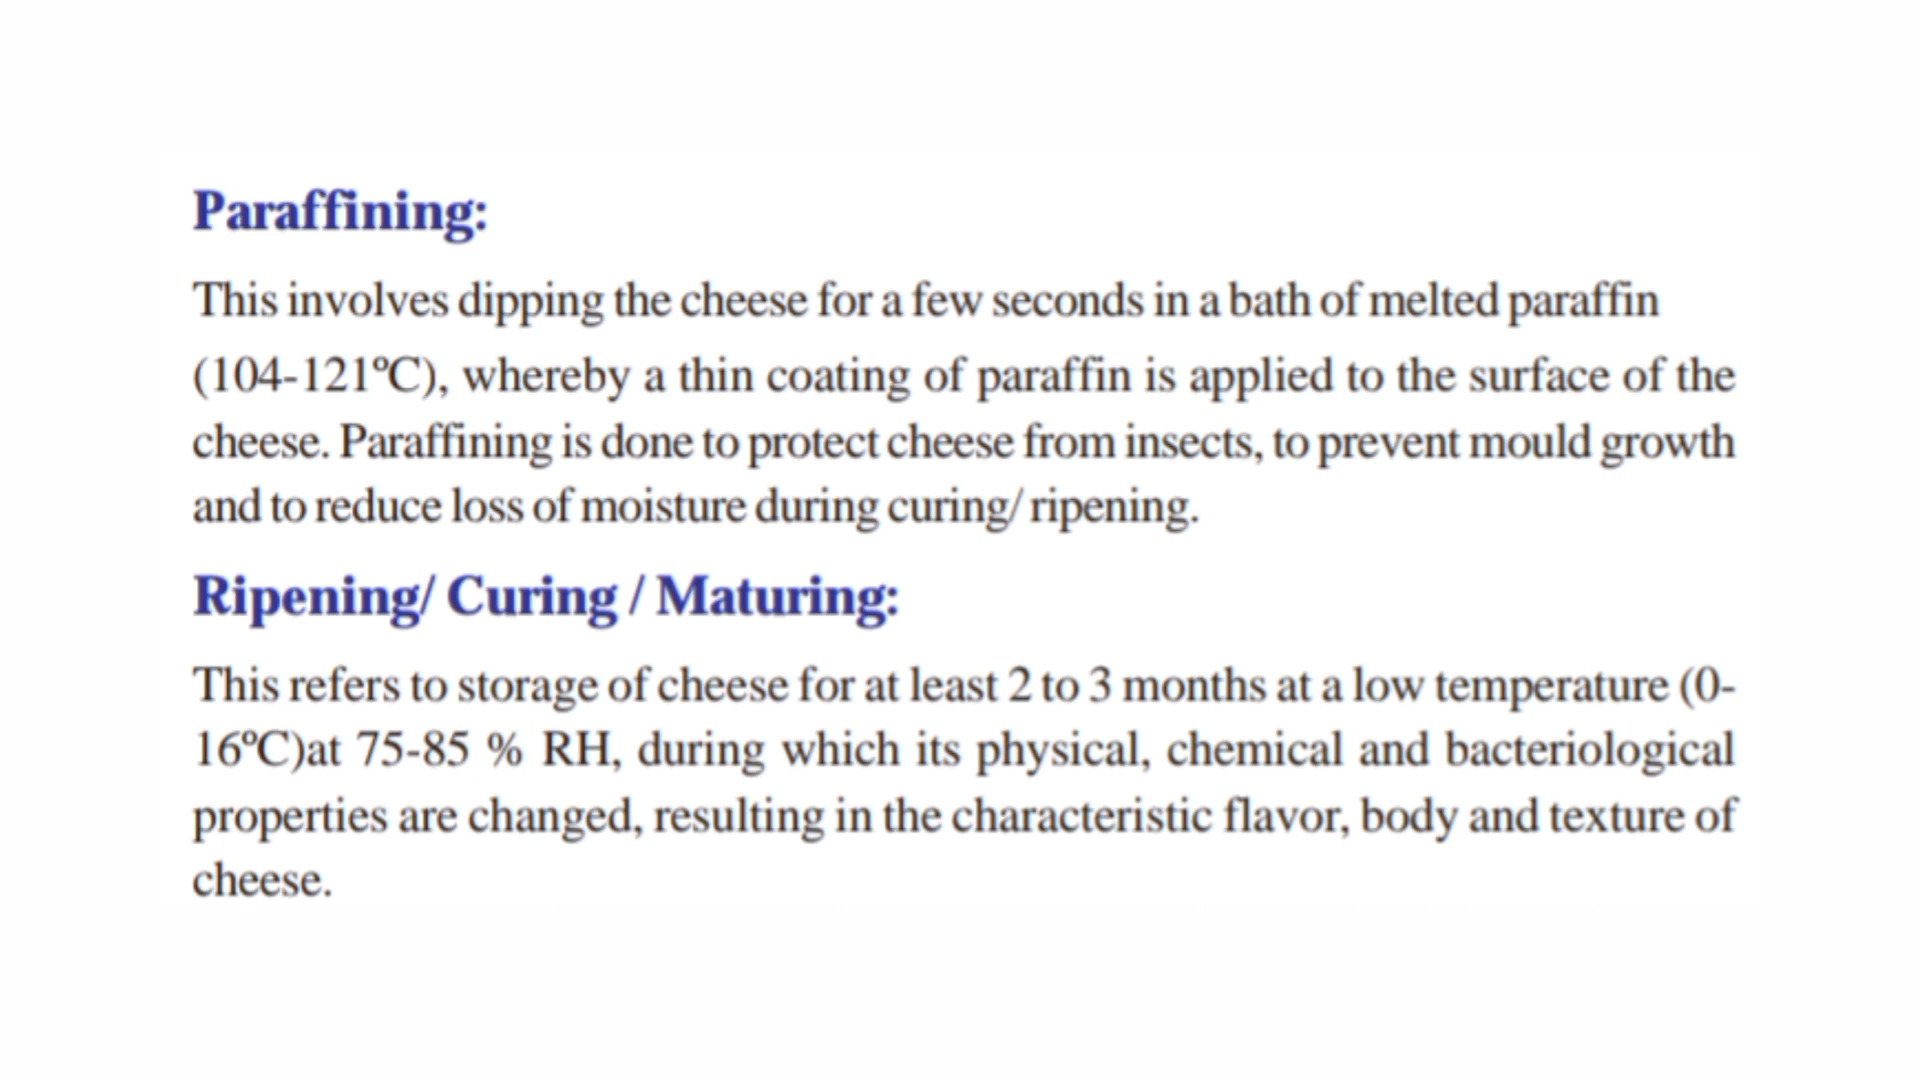 Paraffining:
This involves dipping the cheese for a few seconds in a bath of melted paraffin
(104-121ºC), whereby a thin coating of paraffin is applied to the surface of the
cheese. Paraffining is done to protect cheese from insects, to prevent mould growth
and to reduce loss of moisture during curing/ ripening.
Ripening/ Curing / Maturing:
This refers to storage of cheese for at least 2 to 3 months at a low temperature (0-
16ºC)at 75-85 % RH, during which its physical, chemical and bacteriological
properties are changed, resulting in the characteristic flavor, body and texture of
cheese.